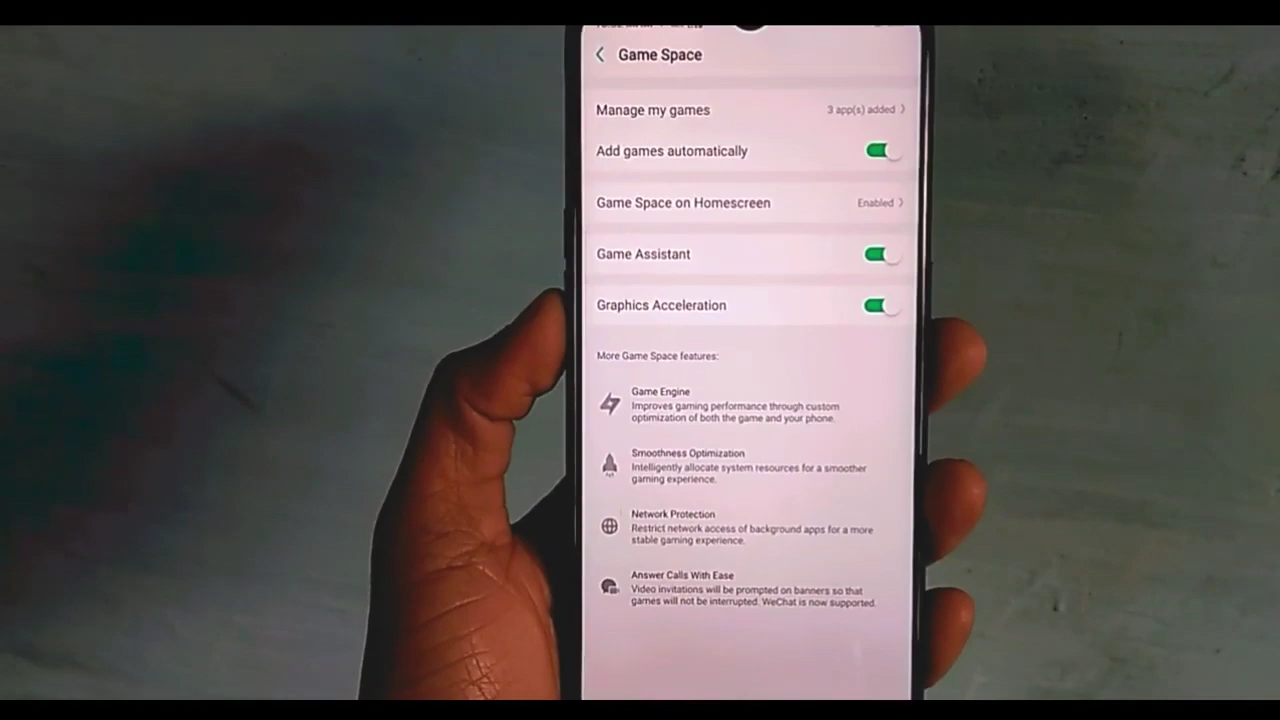 Game Space
Manage my games 3 app(s) added
Add games automatically
Game Space on Homescreen Enabled
Game Assistant
Graphics Acceleration
More Game Space features:
Game Engine
Improves gaming performance through custom
optimization of both the game and your phone.
Smoothness Optimization
Intelligently allocate system resources for a smoother
gaming experience.
Network Protection
Restrict network access of background apps for a more
stable gaming experience.
Answer Calls With Ease
Video invitations will be prompted on banners so that
games will not be interrupted. WeChat is now supported.